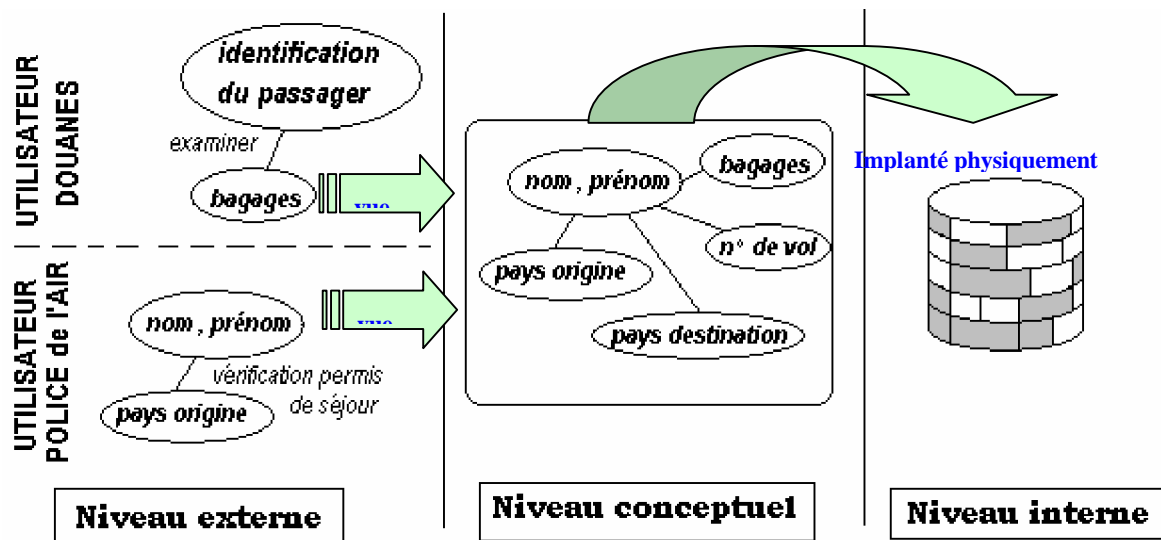 UTILISATEUR
DOUANES
identification
du passager
examiner
bagages
UTILISATEUR
POLICE de l'AIR
nom , prénom
vérification permis
de séjour
pays origine
Niveau externe
nom , prénom
bagages
n° de vol
pays origine
pays destination
Niveau conceptuel
Implanté physiquement
Niveau interne